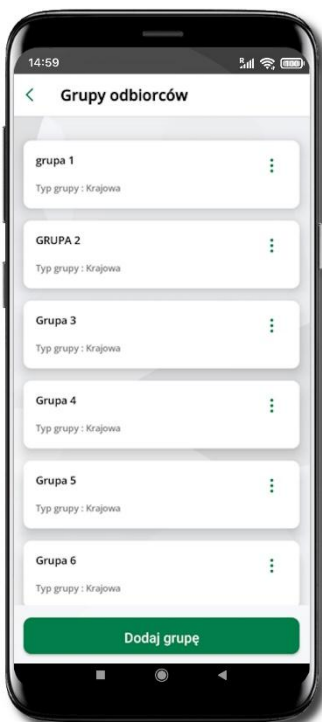 14:59
Grupy odbiorców
grupa 1
Typ grupy : Krajowa
GRUPA 2
Typ grupy : Krajowa
Grupa 3
Typ grupy : Krajowa
Grupa 4
Typ grupy : Krajowa
Grupa 5
Typ grupy : Krajowa
Grupa 6
Typ grupy : Krajowa
Dodaj grupę